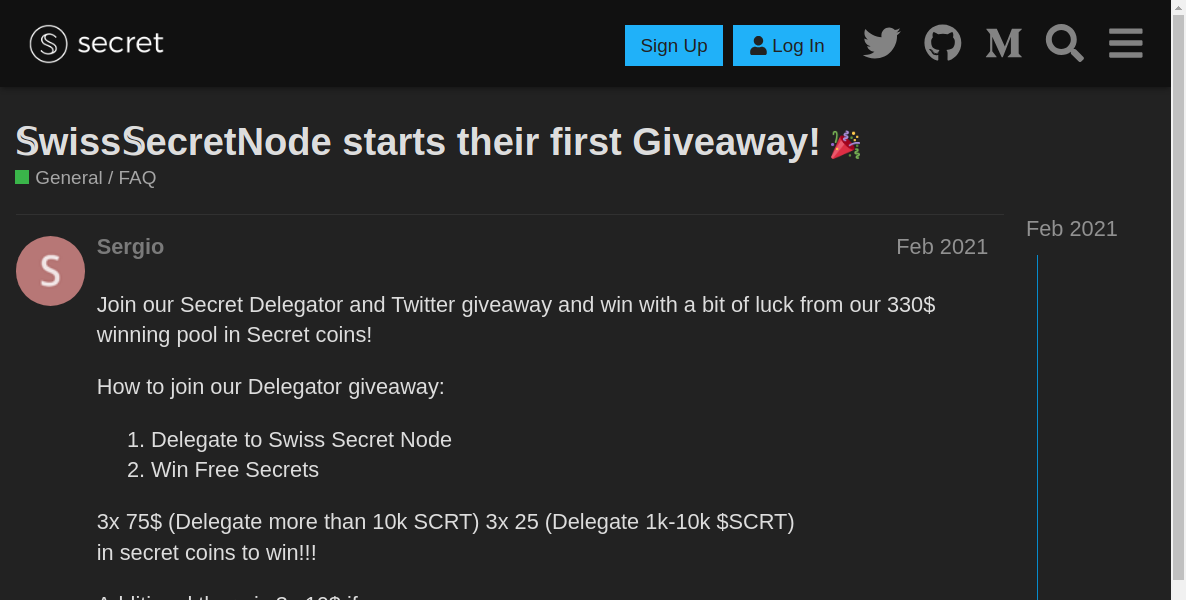 secret
Sign Up
Log In
𝕊wiss𝕊ecretNode starts their first Giveaway!
General / FAQ
Feb 2021
Sergio
Feb 2021
Join our Secret Delegator and Twitter giveaway and win with a bit of luck from our 330$
winning pool in Secret coins!
How to join our Delegator giveaway:
1. Delegate to Swiss Secret Node
2. Win Free Secrets
3x 75$ (Delegate more than 10k SCRT) 3x 25 (Delegate 1k-10k $SCRT)
in secret coins to win!!!